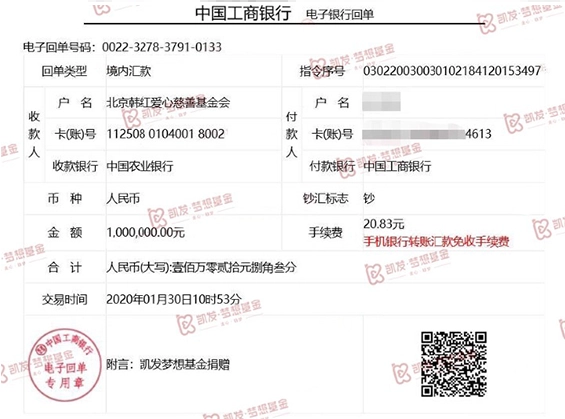 中国工商银行 电子银行回单
电子回单号码：0022-3278-3791-0133
回单类型 境内汇款 指令序号 030220030030102184120153497
收款人 户 名 北京韩红爱心慈善基金会 付款人 户 名
卡(账)号 112508 0104001 8002 卡(账)号 4613
收款银行 中国农业银行 付款银行 中国工商银行
币 种 人民币 钞汇标志 钞
金 额 1,000,000.00元 手续费 20.83元
手机银行转账汇款免收手续费
合 计 人民币(大写):壹佰万零贰拾元捌角叁分
交易时间 2020年01月30日10时53分
中国工商银行
电子回单
专用章
附言：凯发梦想基金捐赠
凯发·梦想基金